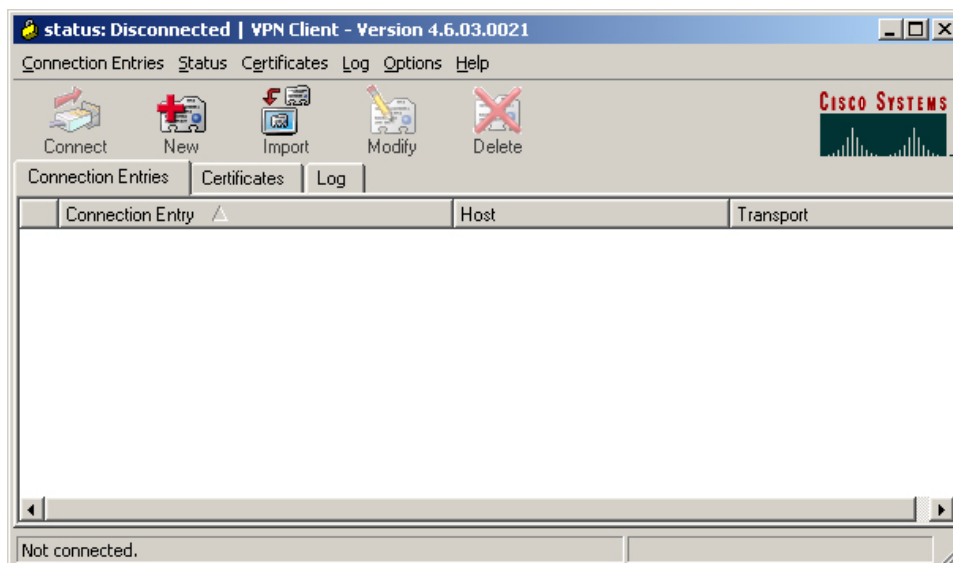 status: Disconnected | VPN Client - Version 4.6.03.0021
Connection Entries Status Certificates Log Options Help
Connect New Import Modify Delete
CISCO SYSTEMS
Connection Entries Certificates Log
Connection Entry Host Transport
Not connected.